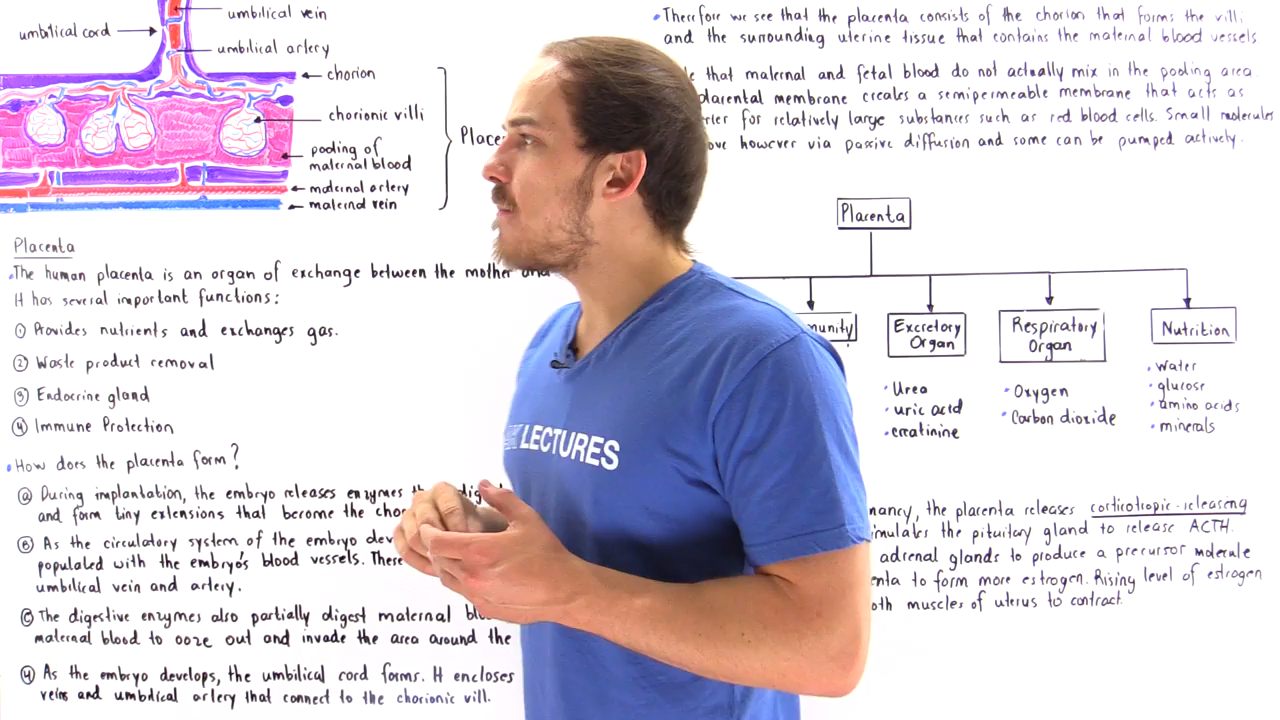 umbilical vein
umbilical cord
umbilical artery
chorion
chorionic villi
pooling of
maternal blood
maternal artery
maternal vein
Place
Placenta
• The human placenta is an organ of exchange between the mother and
It has several important functions:
① Provides nutrients and exchanges gas.
② Waste product removal
③ Endocrine gland
④ Immune Protection
• How does the placenta form?
ⓐ During implantation, the embryo releases enzymes
and form tiny extensions that become the
Ⓑ As the circulatory system of the embryo
populated with the embryo's blood vessels. These
umbilical vein and artery.
Ⓒ The digestive enzymes also partially digest maternal
maternal blood to ooze out and invade the area around the
④ As the embryo develops, the umbilical cord forms. It encloses
veins and umbilical artery that connect to the chorionic vill.
• Therefore we see that the placenta consists of the chorion that forms the villi
and the surrounding uterine tissue that contains the maternal blood vessels
that maternal and fetal blood do not actually mix in the pooling area.
placental membrane creates a semipermeable membrane that acts as
for relatively large substances such as red blood cells. Small molecules
however via passive diffusion and some can be pumped actively.
Placenta
munity
Excretory
Organ
• Urea
• uric acid
• creatinine
Respiratory
Organ
• Oxygen
• Carbon dioxide
Nutrition
• Water
• glucose
• amino acids
• minerals
nancy, the placenta releases corticotropic-releaseing
imulates the pituitary gland to release ACTH.
adrenal glands to produce a precursor molecule
enta to form more estrogen. Rising level of estrogen
oth muscles of uterus to contract.
LECTURES